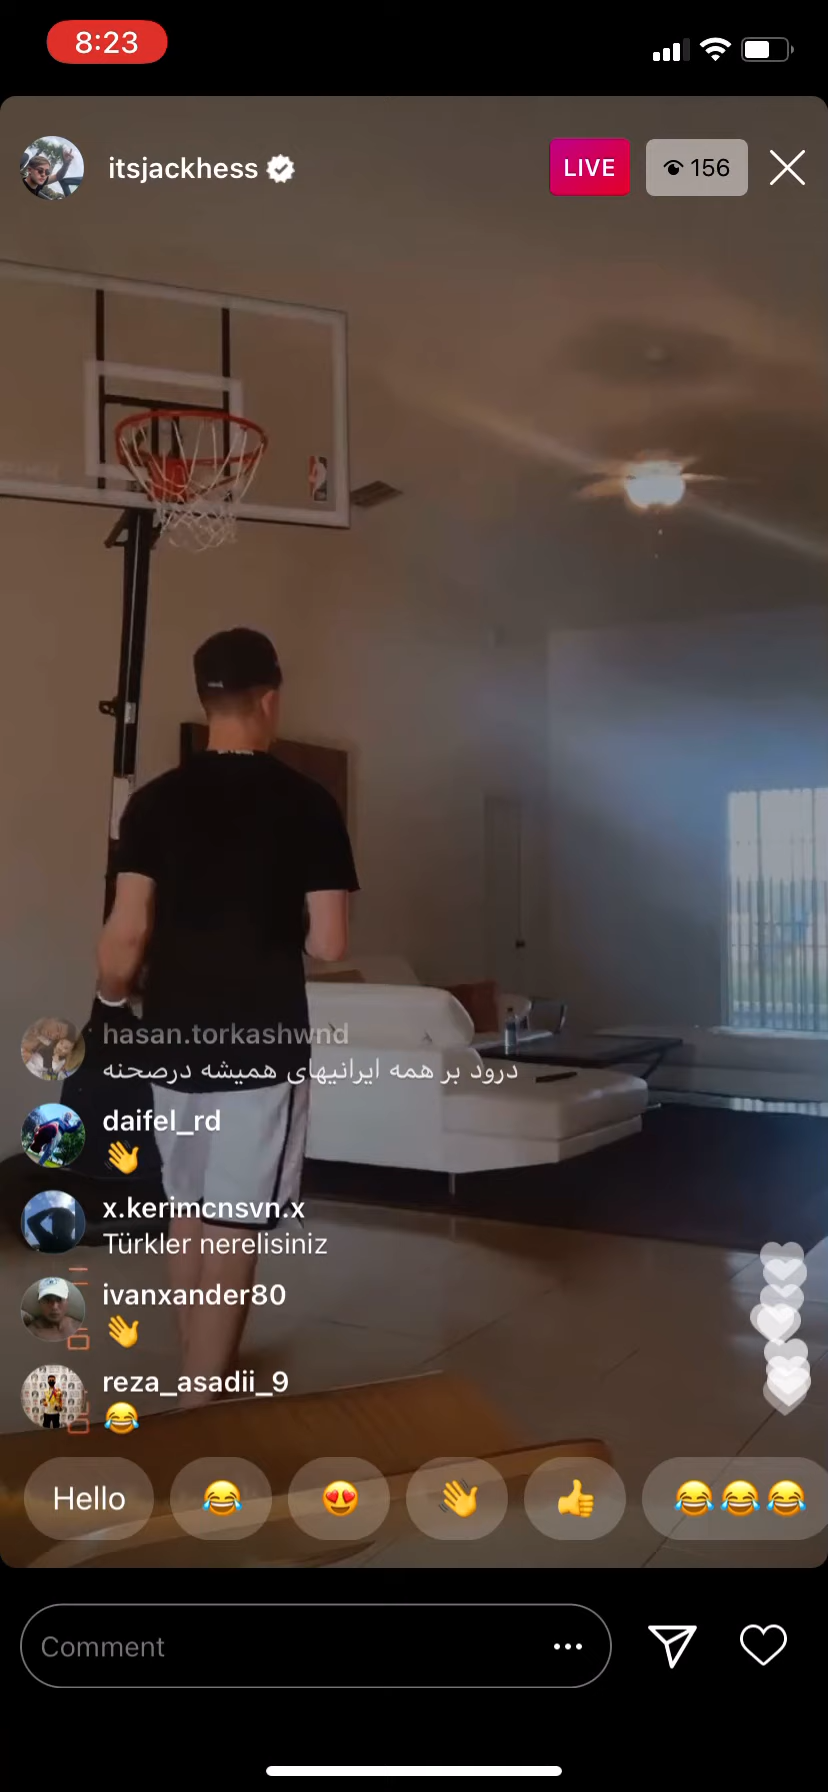 8:23
itsjackhess
LIVE
156
hasan.torkashwnd
درود بر همه ایرانیهای همیشه درصحنه
daifel_rd
👋
x.kerimcnsvn.x
Türkler nerelisiniz
ivanxander80
👋
reza_asadii_9
😂
Hello 😂 😍 👋 👍 😂😂😂
Comment